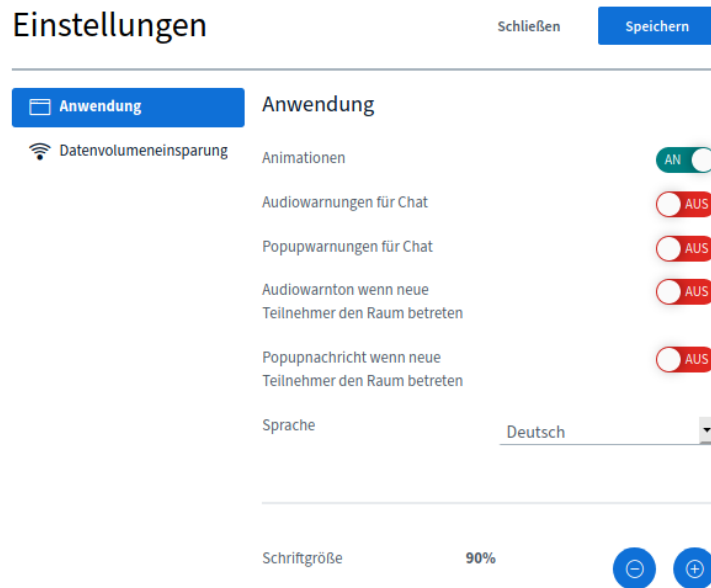 Einstellungen
Schließen
Speichern
Anwendung
Datenvolumeneinsparung
Anwendung
Animationen
AN
Audiowarnungen für Chat
AUS
Popupwarnungen für Chat
AUS
Audiowarnton wenn neue
Teilnehmer den Raum betreten
AUS
Popupnachricht wenn neue
Teilnehmer den Raum betreten
AUS
Sprache
Deutsch
Schriftgröße
90%